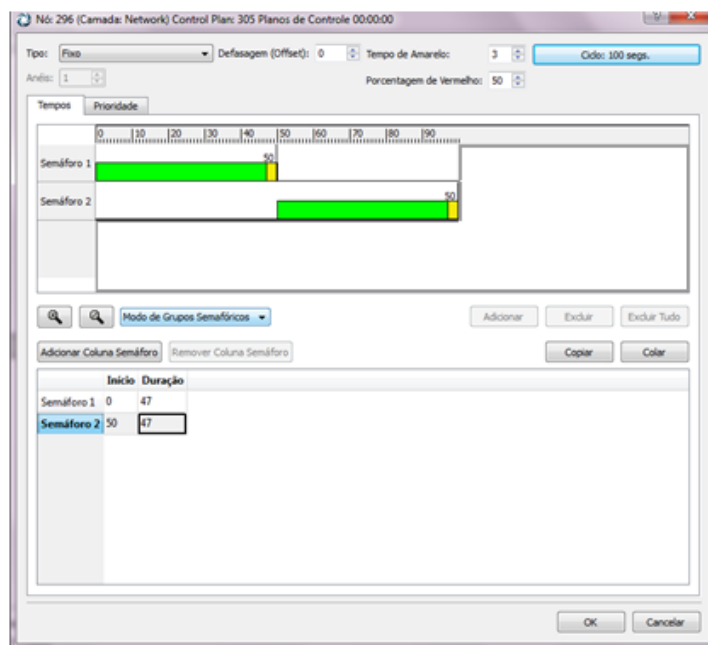 Nó: 296 (Camada: Network) Control Plan: 305 Planos de Controle 00:00:00
Tipo: Fixo Defasagem (Offset): 0 Tempo de Amarelo: 3 Ciclo: 100 segs.
Anéis: 1 Porcentagem de Vermelho: 50
Tempos Prioridade
0 10 20 30 40 50 60 70 80 90
Semáforo 1 50
Semáforo 2 50
Modo de Grupos Semafóricos Adicionar Excluir Excluir Tudo
Adicionar Coluna Semáforo Remover Coluna Semáforo Copiar Colar
Início Duração
Semáforo 1 0 47
Semáforo 2 50 47
OK Cancelar